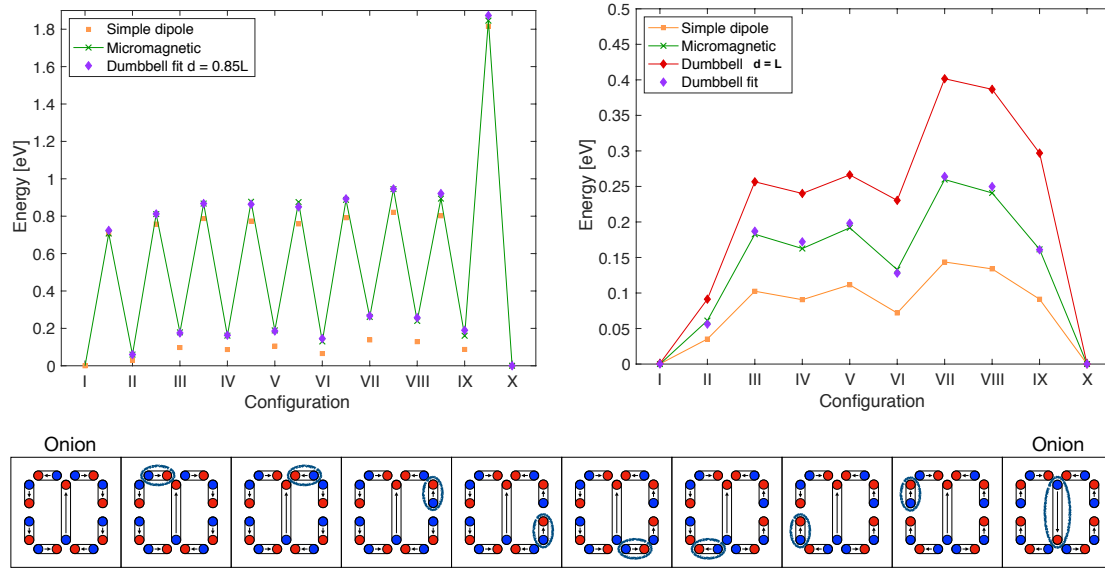 Simple dipole
Micromagnetic
Dumbbell fit d = 0.85L
Energy [eV]
1.8
1.6
1.4
1.2
1
0.8
0.6
0.4
0.2
0
I II III IV V VI VII VIII IX X
Configuration
Simple dipole
Micromagnetic
Dumbbell d = L
Dumbbell fit
Energy [eV]
0.5
0.45
0.4
0.35
0.3
0.25
0.2
0.15
0.1
0.05
0
I II III IV V VI VII VIII IX X
Configuration
Onion
Onion